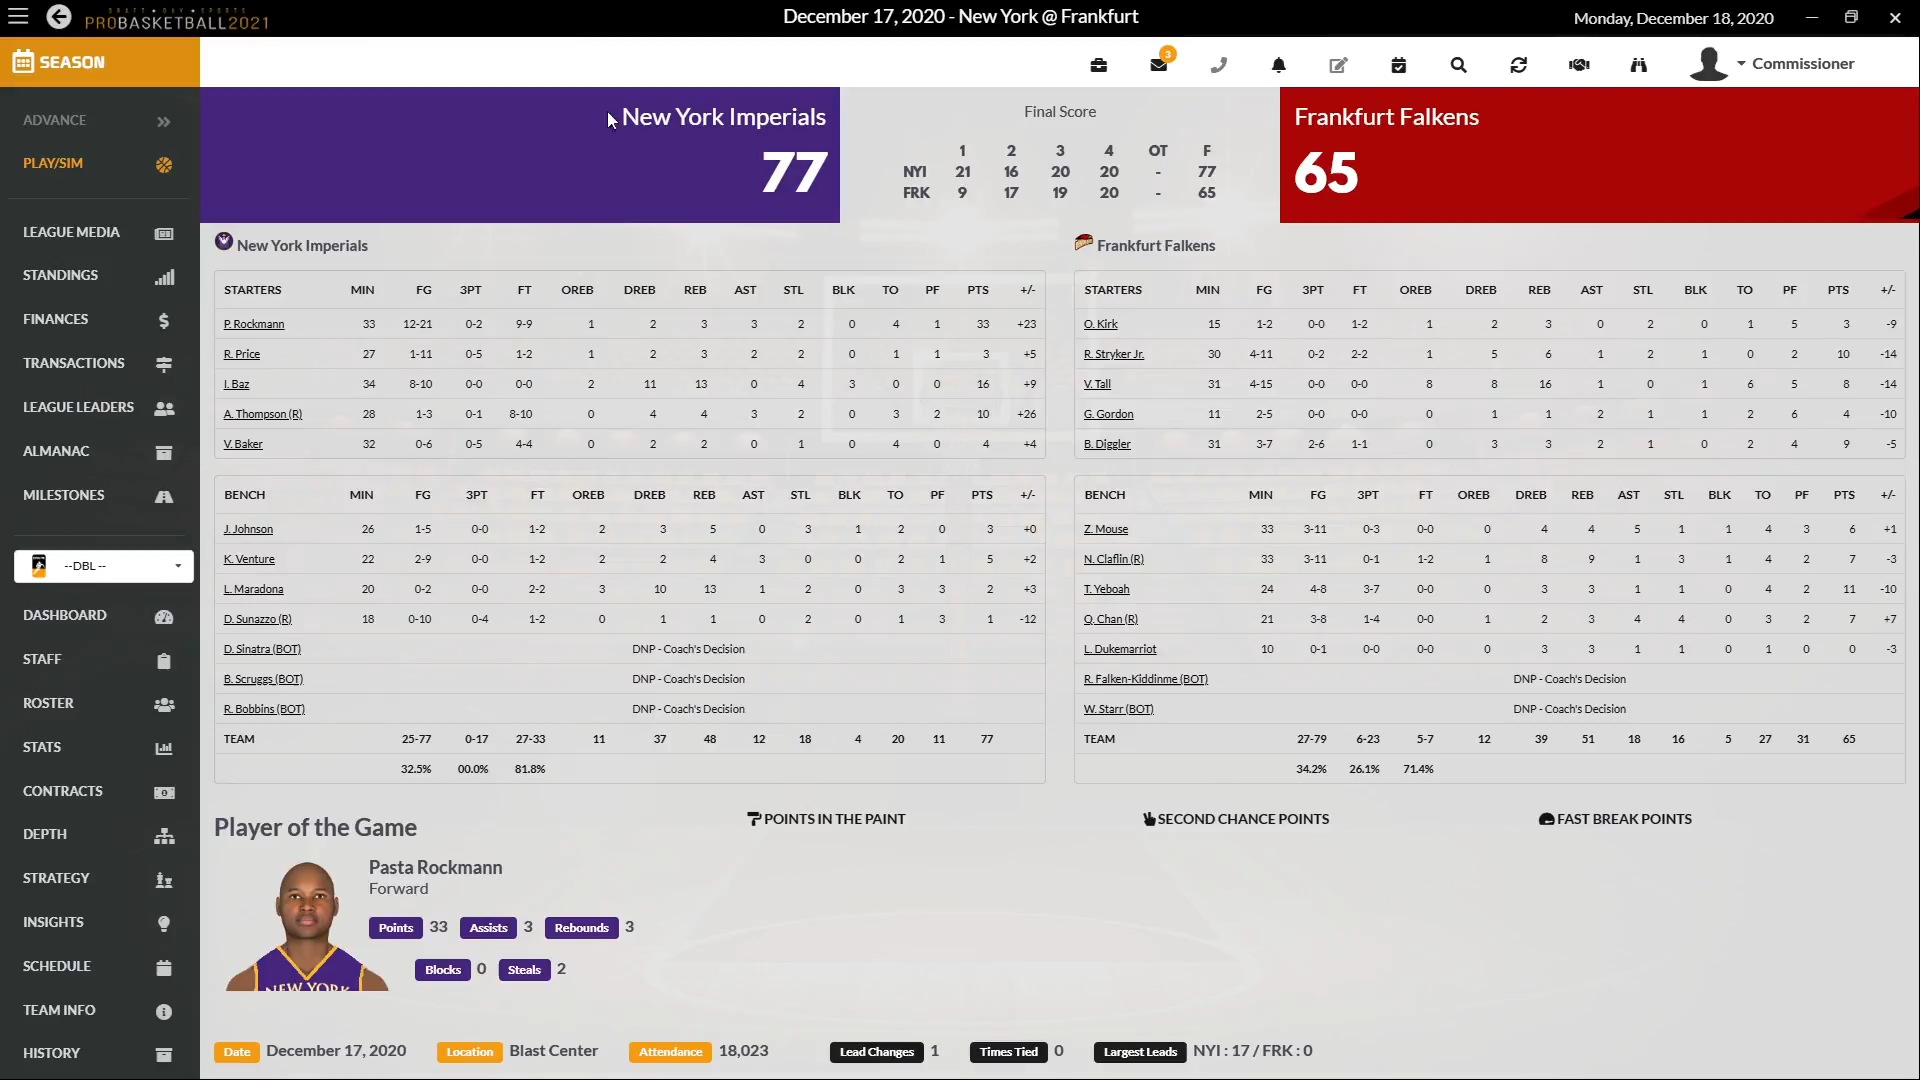 DRAFT DAY SPORTS
PROBASKETBALL2021
December 17, 2020 - New York @ Frankfurt
Monday, December 18, 2020
SEASON
3
Commissioner
ADVANCE
PLAY/SIM
LEAGUE MEDIA
STANDINGS
FINANCES
TRANSACTIONS
LEAGUE LEADERS
ALMANAC
MILESTONES
--DBL--
DASHBOARD
STAFF
ROSTER
STATS
CONTRACTS
DEPTH
STRATEGY
INSIGHTS
SCHEDULE
TEAM INFO
HISTORY
New York Imperials
77
Final Score
1 2 3 4 OT F
NYI 21 16 20 20 - 77
FRK 9 17 19 20 - 65
Frankfurt Falkens
65
New York Imperials
STARTERS MIN FG 3PT FT OREB DREB REB AST STL BLK TO PF PTS +/-
P. Rockmann 33 12-21 0-2 9-9 1 2 3 3 2 0 4 1 33 +23
R. Price 27 1-11 0-5 1-2 1 2 3 2 2 0 1 1 3 +5
I. Baz 34 8-10 0-0 0-0 2 11 13 0 4 3 0 0 16 +9
A. Thompson (R) 28 1-3 0-1 8-10 0 4 4 3 2 0 3 2 10 +26
V. Baker 32 0-6 0-5 4-4 0 2 2 0 1 0 4 0 4 +4
BENCH MIN FG 3PT FT OREB DREB REB AST STL BLK TO PF PTS +/-
J. Johnson 26 1-5 0-0 1-2 2 3 5 0 3 1 2 0 3 +0
K. Venture 22 2-9 0-0 1-2 2 2 4 3 0 0 2 1 5 +2
L. Maradona 20 0-2 0-0 2-2 3 10 13 1 2 0 3 3 2 +3
D. Sunazzo (R) 18 0-10 0-4 1-2 0 1 1 0 2 0 1 3 1 -12
D. Sinatra (BOT) DNP - Coach's Decision
B. Scruggs (BOT) DNP - Coach's Decision
R. Bobbins (BOT) DNP - Coach's Decision
TEAM 25-77 0-17 27-33 11 37 48 12 18 4 20 11 77
32.5% 00.0% 81.8%
Frankfurt Falkens
STARTERS MIN FG 3PT FT OREB DREB REB AST STL BLK TO PF PTS +/-
O. Kirk 15 1-2 0-0 1-2 1 2 3 0 2 0 1 5 3 -9
R. Stryker Jr. 30 4-11 0-2 2-2 1 5 6 1 2 1 0 2 10 -14
V. Tall 31 4-15 0-0 0-0 8 8 16 1 0 1 6 5 8 -14
G. Gordon 11 2-5 0-0 0-0 0 1 1 2 1 1 2 6 4 -10
B. Diggler 31 3-7 2-6 1-1 0 3 3 2 1 0 2 4 9 -5
BENCH MIN FG 3PT FT OREB DREB REB AST STL BLK TO PF PTS +/-
Z. Mouse 33 3-11 0-3 0-0 0 4 4 5 1 1 4 3 6 +1
N. Claflin (R) 33 3-11 0-1 1-2 1 8 9 1 3 1 4 2 7 -3
T. Yeboah 24 4-8 3-7 0-0 0 3 3 1 1 0 4 2 11 -10
Q. Chan (R) 21 3-8 1-4 0-0 1 2 3 4 4 0 3 2 7 +7
L. Dukemarriot 10 0-1 0-0 0-0 0 3 3 1 1 0 1 0 0 -3
R. Falken-Kiddinme (BOT) DNP - Coach's Decision
W. Starr (BOT) DNP - Coach's Decision
TEAM 27-79 6-23 5-7 12 39 51 18 16 5 27 31 65
34.2% 26.1% 71.4%
Player of the Game
POINTS IN THE PAINT
SECOND CHANCE POINTS
FAST BREAK POINTS
Pasta Rockmann
Forward
Points 33 Assists 3 Rebounds 3
Blocks 0 Steals 2
NEW YORK
Date December 17, 2020 Location Blast Center Attendance 18,023 Lead Changes 1 Times Tied 0 Largest Leads NYI : 17 / FRK : 0